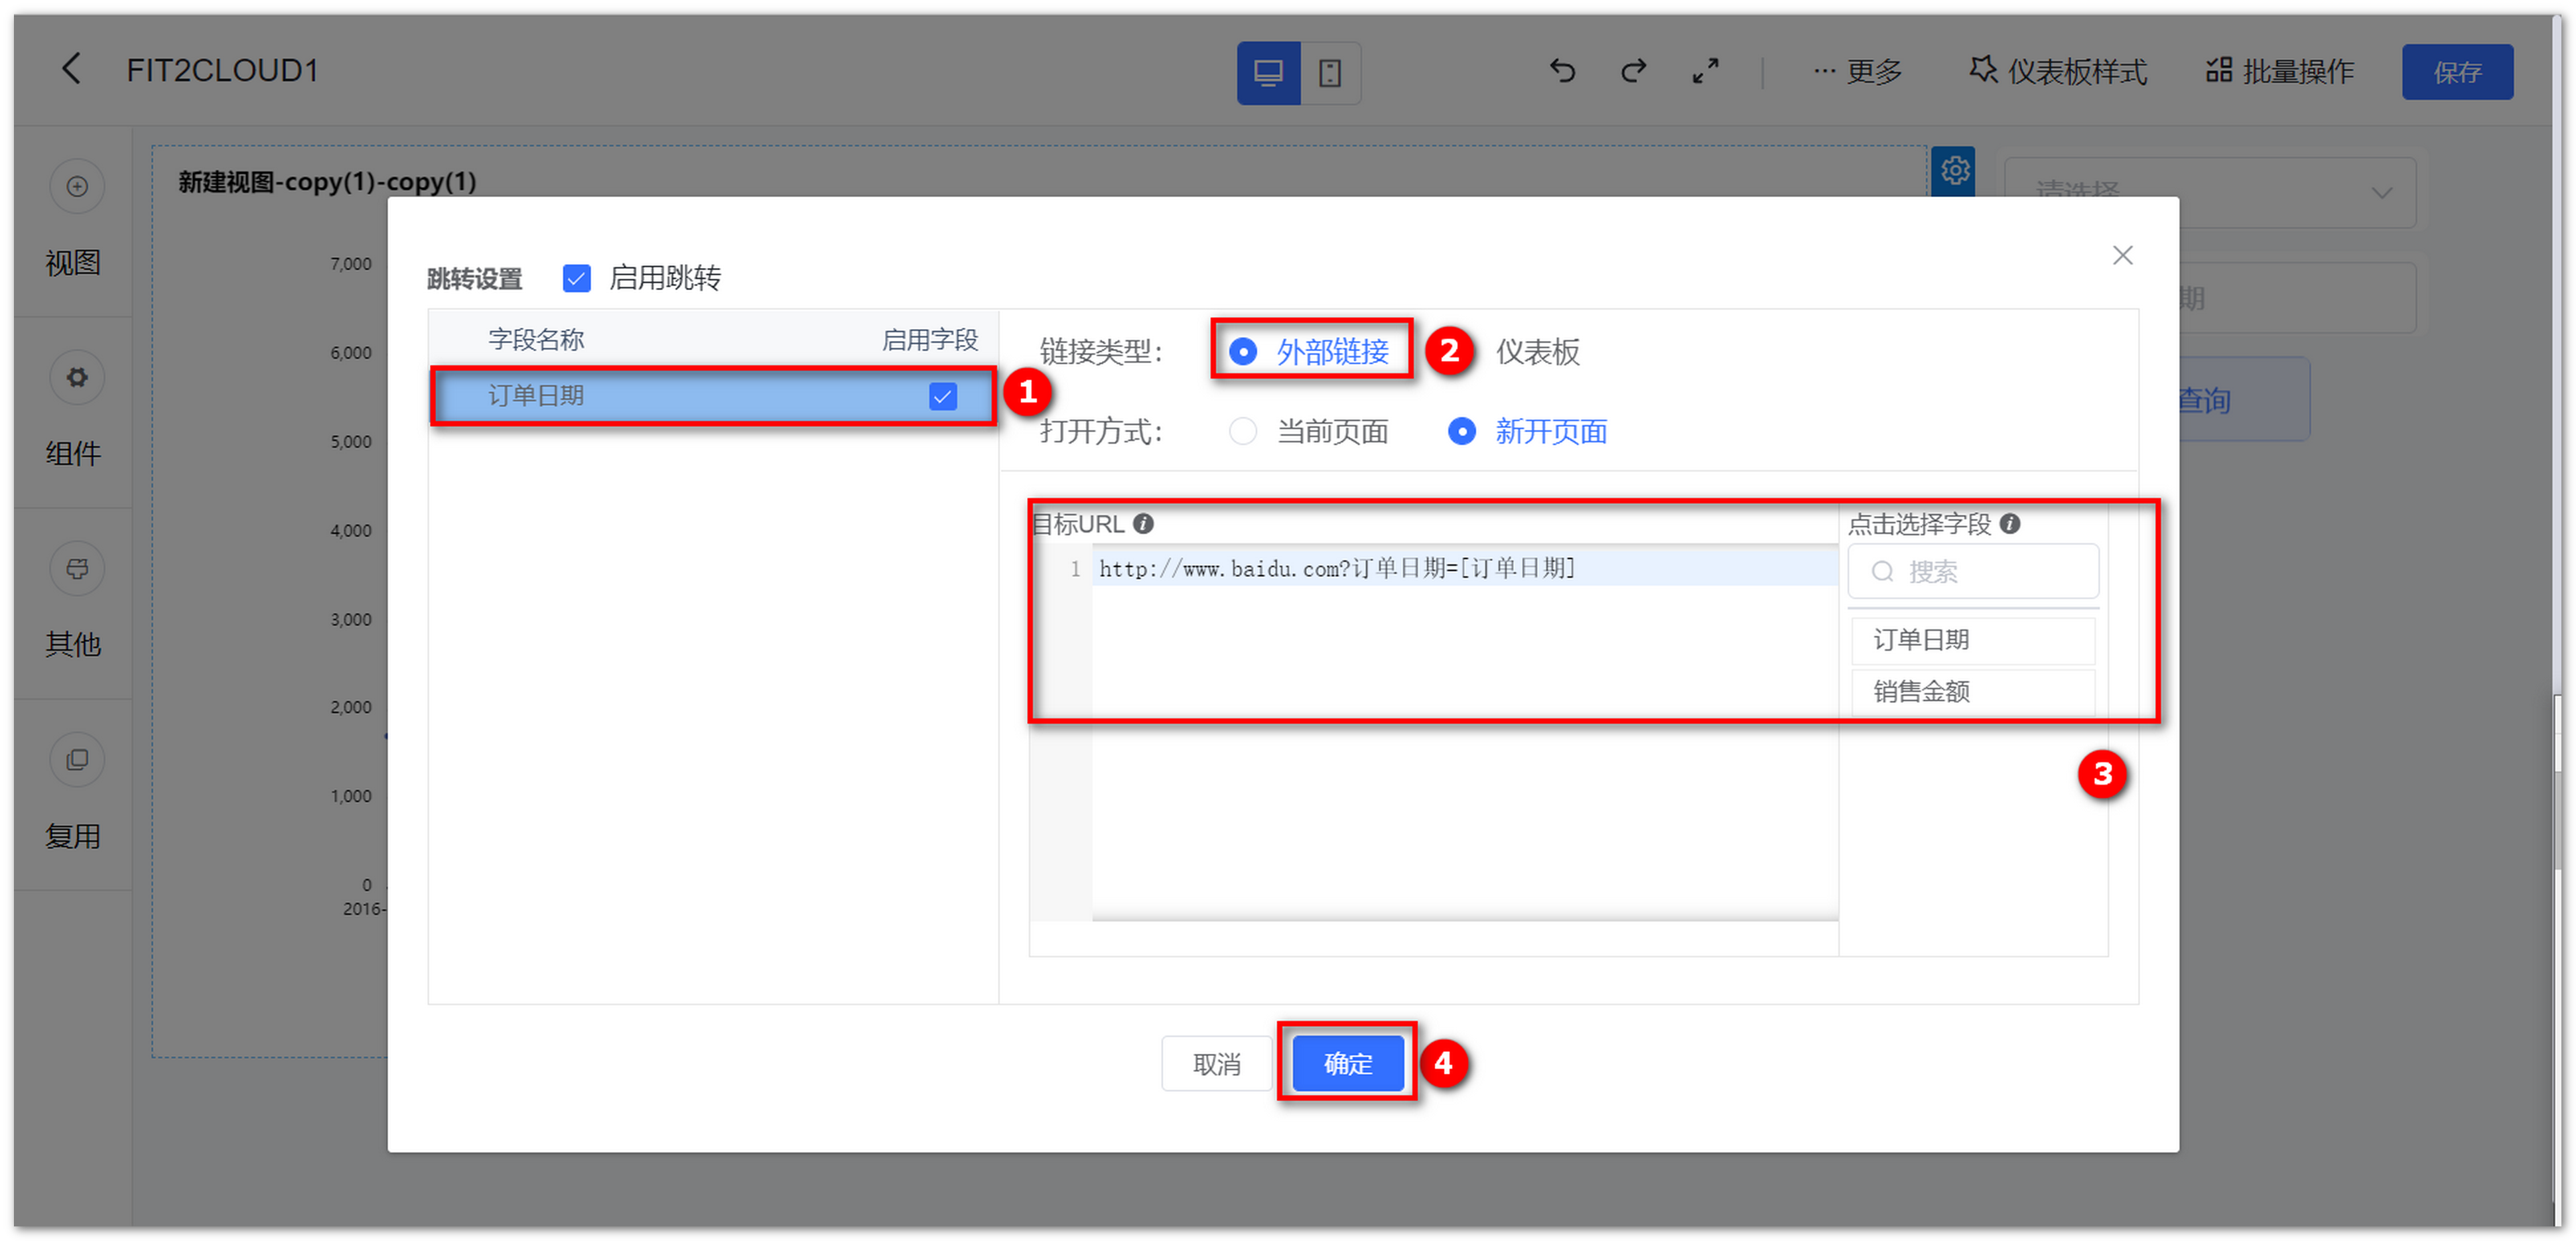 FIT2CLOUD1
··· 更多
仪表板样式
批量操作
保存
视图
组件
其他
复用
新建视图-copy(1)-copy(1)
7,000
6,000
5,000
4,000
3,000
2,000
1,000
0
2016-
请选择
期
查询
跳转设置
启用跳转
字段名称
启用字段
订单日期
1
链接类型：
外部链接
2
仪表板
打开方式：
当前页面
新开页面
目标URL
1 http://www.baidu.com?订单日期=[订单日期]
点击选择字段
搜索
订单日期
销售金额
3
取消
确定
4